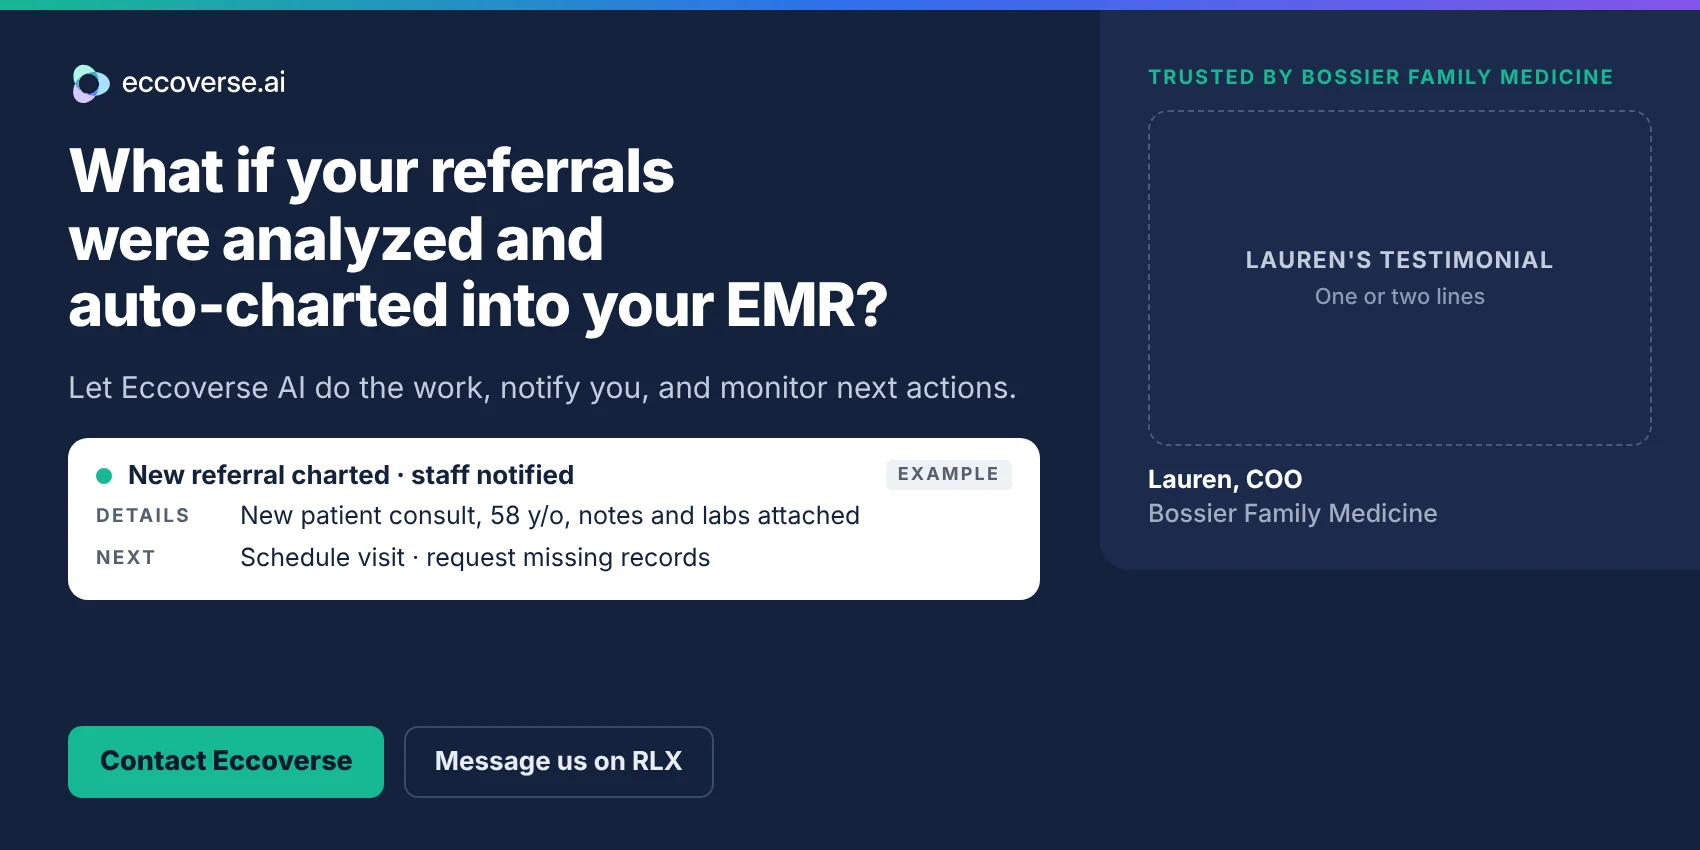 eccoverse.ai
What if your referrals
were analyzed and
auto-charted into your EMR?
Let Eccoverse AI do the work, notify you, and monitor next actions.
New referral charted · staff notified
EXAMPLE
DETAILS New patient consult, 58 y/o, notes and labs attached
NEXT Schedule visit · request missing records
Contact Eccoverse
Message us on RLX
TRUSTED BY BOSSIER FAMILY MEDICINE
LAUREN'S TESTIMONIAL
One or two lines
Lauren, COO
Bossier Family Medicine